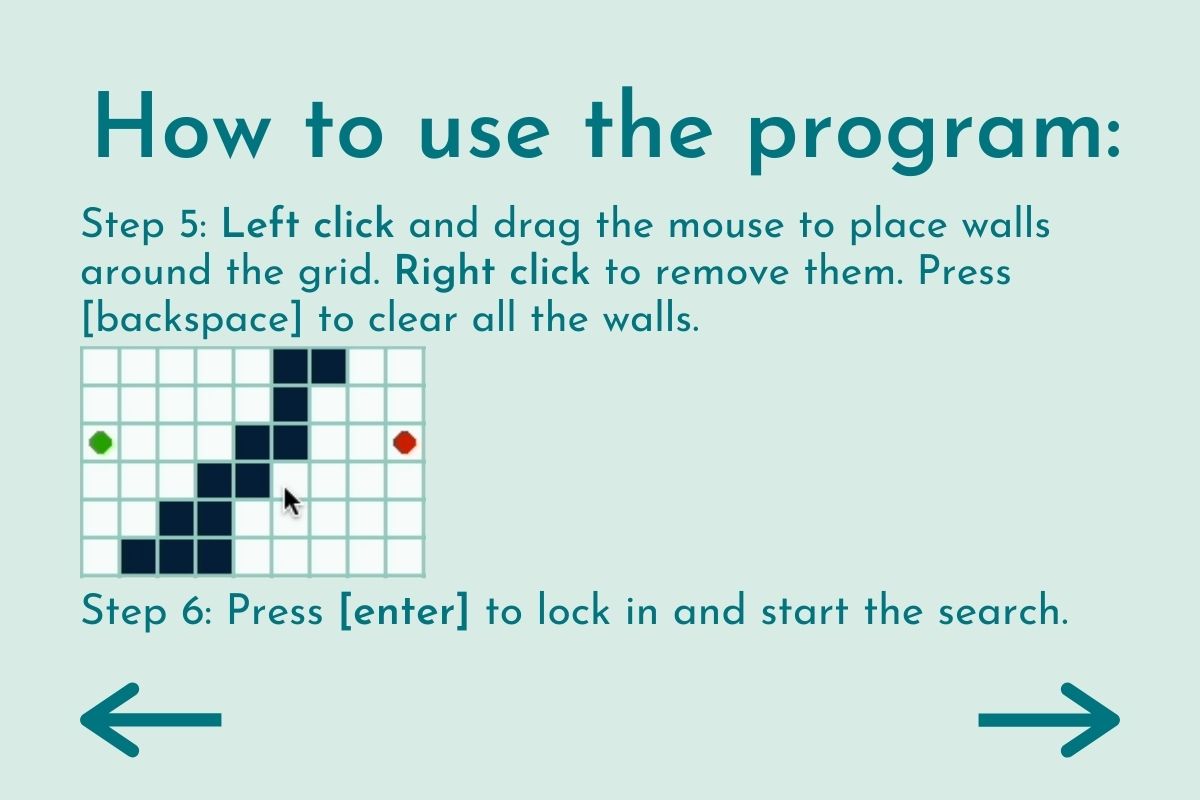 How to use the program:
Step 5: Left click and drag the mouse to place walls
around the grid. Right click to remove them. Press
[backspace] to clear all the walls.
Step 6: Press [enter] to lock in and start the search.